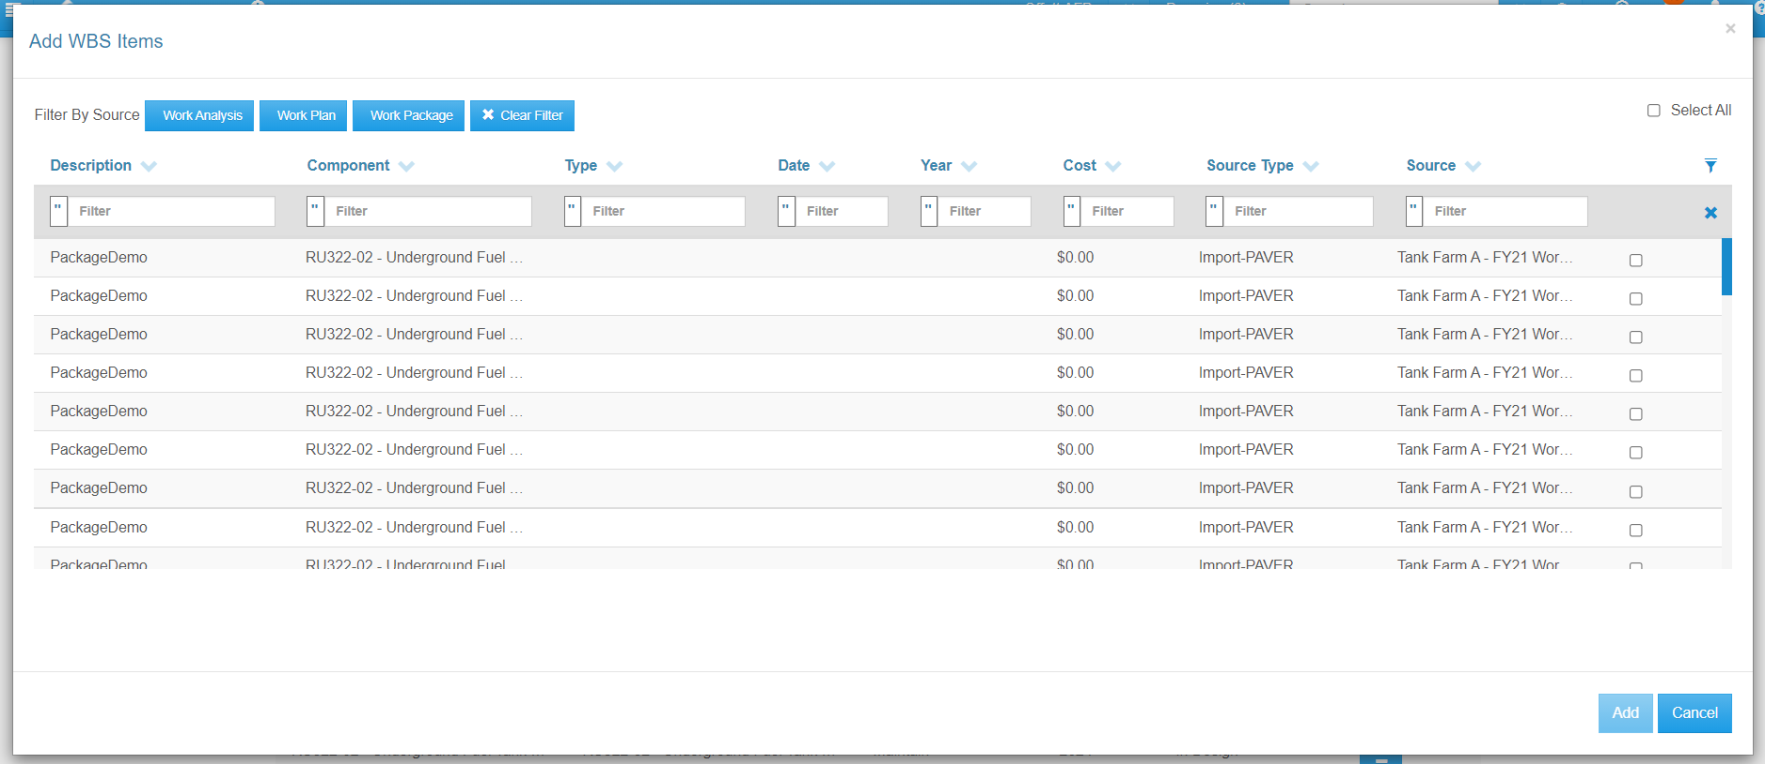 Add WBS Items ×
Filter By Source Work Analysis Work Plan Work Package Clear Filter Select All
Description Component Type Date Year Cost Source Type Source
" Filter " Filter " Filter " Filter " Filter " Filter " Filter " Filter
PackageDemo RU322-02 - Underground Fuel ... $0.00 Import-PAVER Tank Farm A - FY21 Wor...
PackageDemo RU322-02 - Underground Fuel ... $0.00 Import-PAVER Tank Farm A - FY21 Wor...
PackageDemo RU322-02 - Underground Fuel ... $0.00 Import-PAVER Tank Farm A - FY21 Wor...
PackageDemo RU322-02 - Underground Fuel ... $0.00 Import-PAVER Tank Farm A - FY21 Wor...
PackageDemo RU322-02 - Underground Fuel ... $0.00 Import-PAVER Tank Farm A - FY21 Wor...
PackageDemo RU322-02 - Underground Fuel ... $0.00 Import-PAVER Tank Farm A - FY21 Wor...
PackageDemo RU322-02 - Underground Fuel ... $0.00 Import-PAVER Tank Farm A - FY21 Wor...
PackageDemo RU322-02 - Underground Fuel ... $0.00 Import-PAVER Tank Farm A - FY21 Wor...
PackageDemo RU322-02 - Underground Fuel $0.00 Import-PAVER Tank Farm A - FY21 Wor
Add Cancel